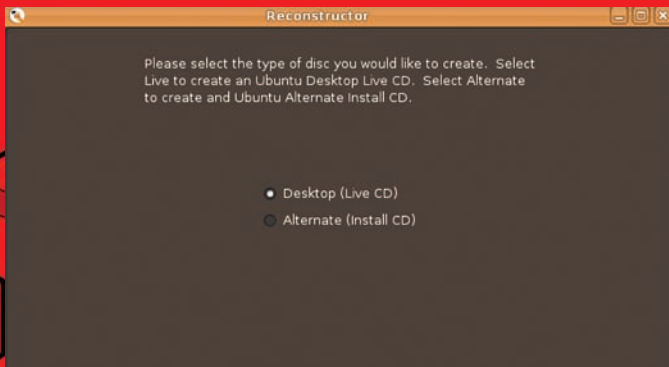 Reconstructor
Please select the type of disc you would like to create. Select
Live to create an Ubuntu Desktop Live CD. Select Alternate
to create and Ubuntu Alternate Install CD.
Desktop (Live CD)
Alternate (Install CD)